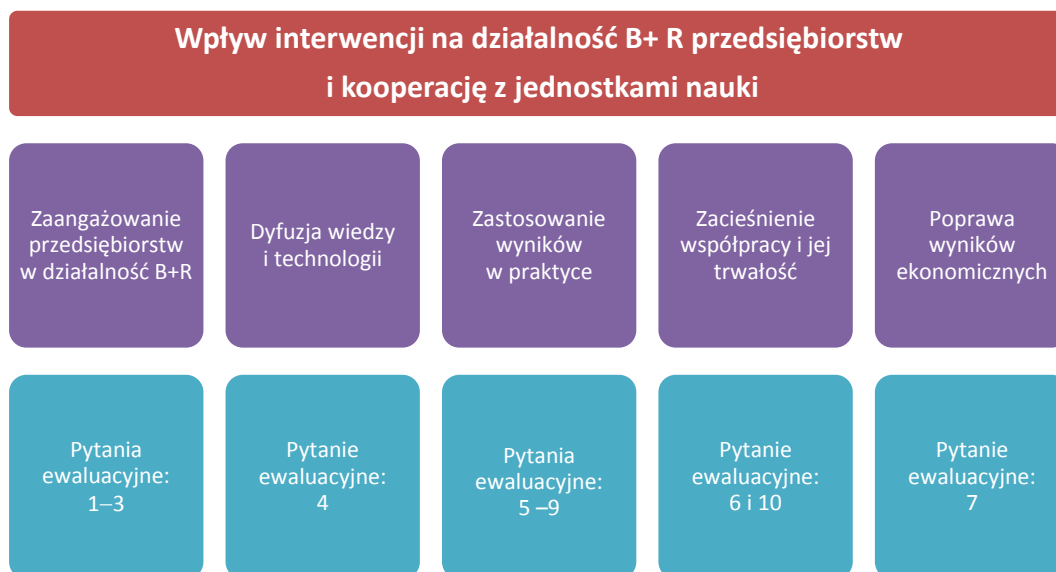 Wpływ interwencji na działalność B+ R przedsiębiorstw
i kooperację z jednostkami nauki
Zaangażowanie
przedsiębiorstw
w działalność B+R
Dyfuzja wiedzy
i technologii
Zastosowanie
wyników
w praktyce
Zacieśnienie
współpracy i jej
trwałość
Poprawa
wyników
ekonomicznych
Pytania
ewaluacyjne:
1–3
Pytanie
ewaluacyjne:
4
Pytania
ewaluacyjne:
5 –9
Pytanie
ewaluacyjne:
6 i 10
Pytanie
ewaluacyjne:
7